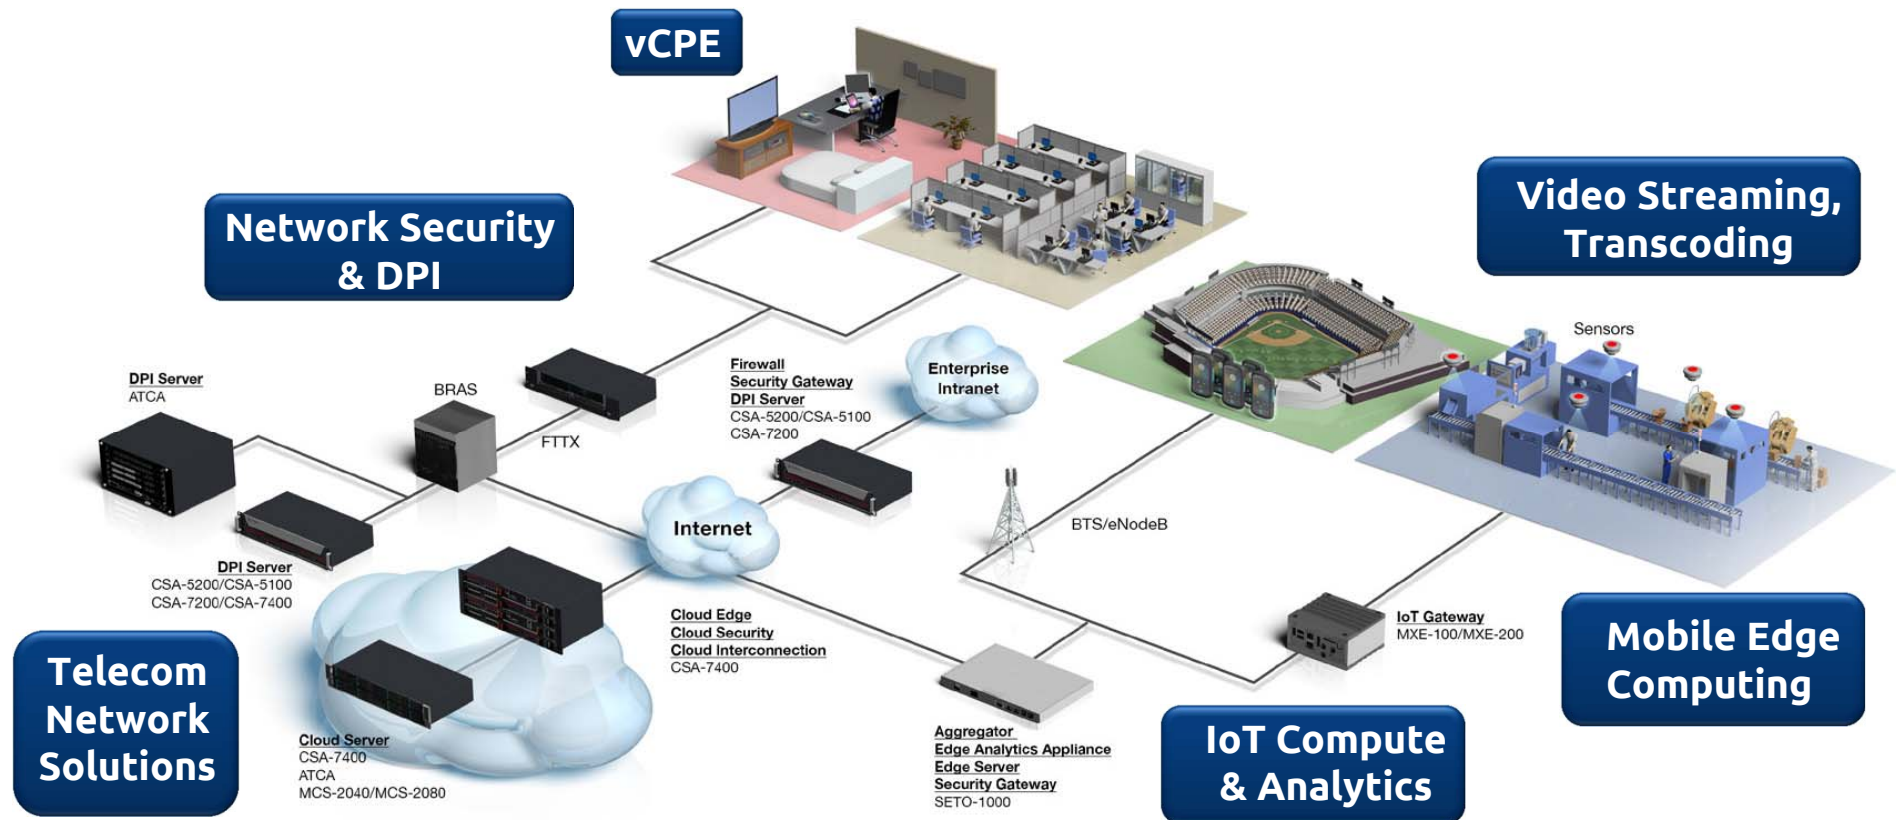 vCPE
Network Security
& DPI
Video Streaming,
Transcoding
Sensors
DPI Server
ATCA
BRAS
FTTX
Firewall
Security Gateway
DPI Server
CSA-5200/CSA-5100
CSA-7200
Enterprise
Intranet
Internet
BTS/eNodeB
DPI Server
CSA-5200/CSA-5100
CSA-7200/CSA-7400
Cloud Edge
Cloud Security
Cloud Interconnection
CSA-7400
IoT Gateway
MXE-100/MXE-200
Mobile Edge
Computing
Telecom
Network
Solutions
Cloud Server
CSA-7400
ATCA
MCS-2040/MCS-2080
Aggregator
Edge Analytics Appliance
Edge Server
Security Gateway
SETO-1000
IoT Compute
& Analytics